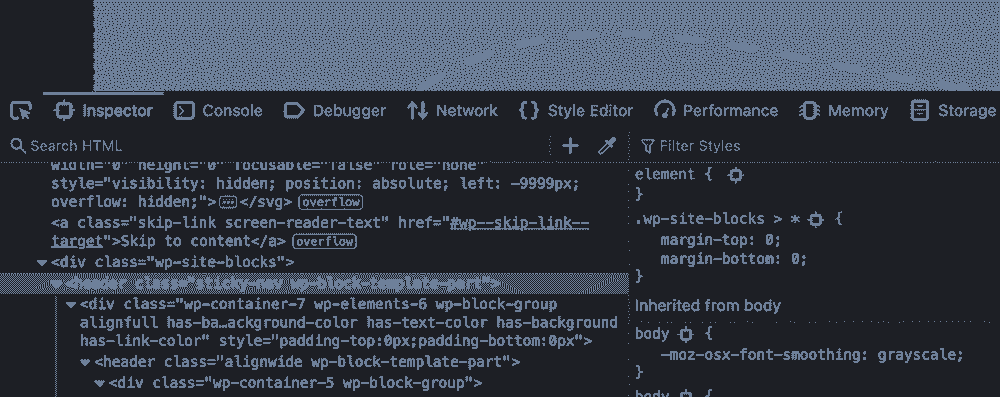 Inspector Console Debugger Network Style Editor Performance Memory Storage
Search HTML
width="0" height="0" focusable="false" role="none"
style="visibility: hidden; position: absolute; left: -9999px;
overflow: hidden;"></svg> overflow
<a class="skip-link screen-reader-text" href="#wp--skip-link--
target">Skip to content</a> overflow
<div class="wp-site-blocks">
<header class="sticky-nav wp-block-template-part">
<div class="wp-container-7 wp-elements-6 wp-block-group
alignfull has-ba…ackground-color has-text-color has-background
has-link-color" style="padding-top:0px;padding-bottom:0px">
<header class="alignwide wp-block-template-part">
<div class="wp-container-5 wp-block-group">
Filter Styles
element {
}
.wp-site-blocks > * {
margin-top: 0;
margin-bottom: 0;
}
Inherited from body
body {
-moz-osx-font-smoothing: grayscale;
}
body {